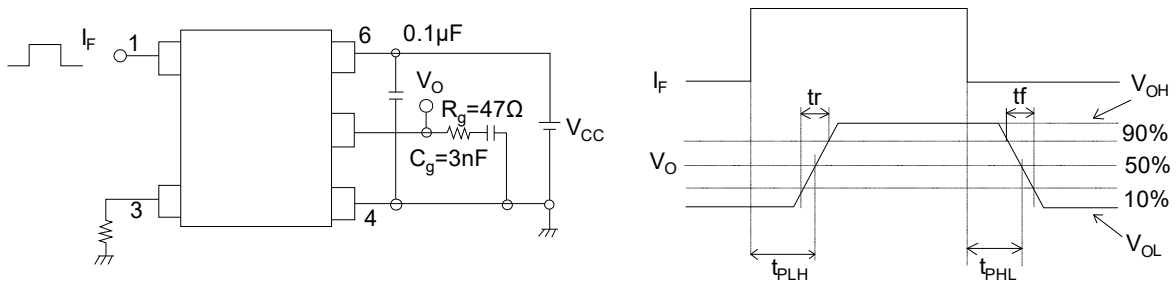 I_F
1
6
0.1µF
V_O
R_g=47Ω
C_g=3nF
V_CC
3
4
I_F
tr
tf
V_OH
90%
V_O
50%
10%
V_OL
t_PLH
t_PHL